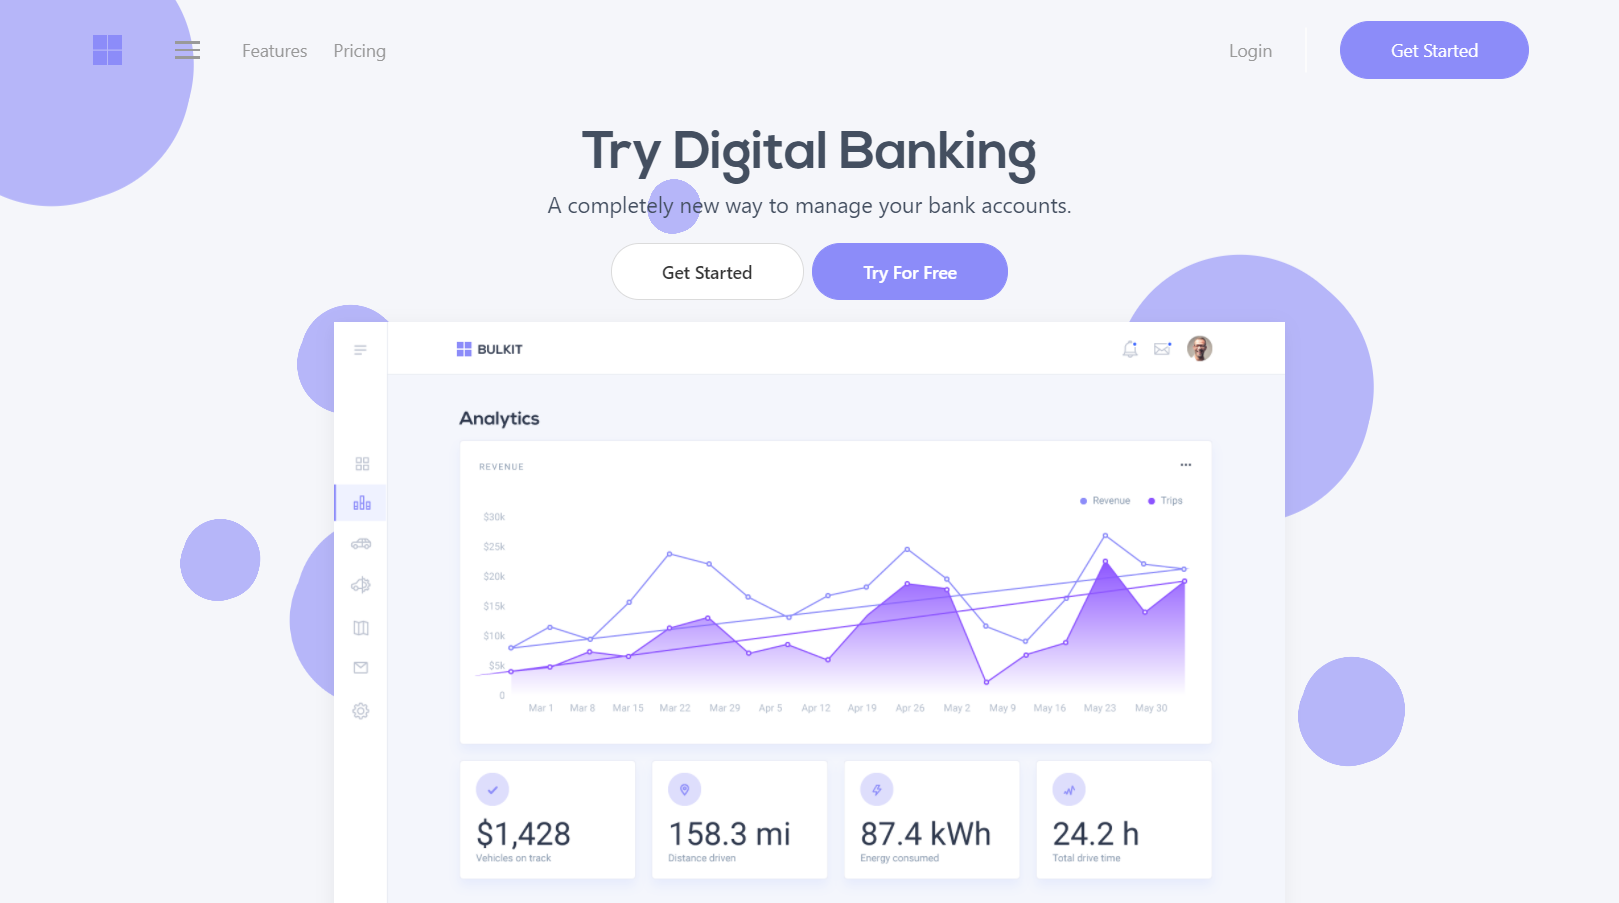 Features Pricing Login Get Started
Try Digital Banking
A completely new way to manage your bank accounts.
Get Started Try For Free
BULKIT
Analytics
REVENUE
Revenue Trips
$30k
$25k
$20k
$15k
$10k
$5k
0
Mar 1 Mar 8 Mar 15 Mar 22 Mar 29 Apr 5 Apr 12 Apr 19 Apr 26 May 2 May 9 May 16 May 23 May 30
$1,428 158.3 mi 87.4 kWh 24.2 h
Vehicles on track Distance driven Energy consumed Total drive time